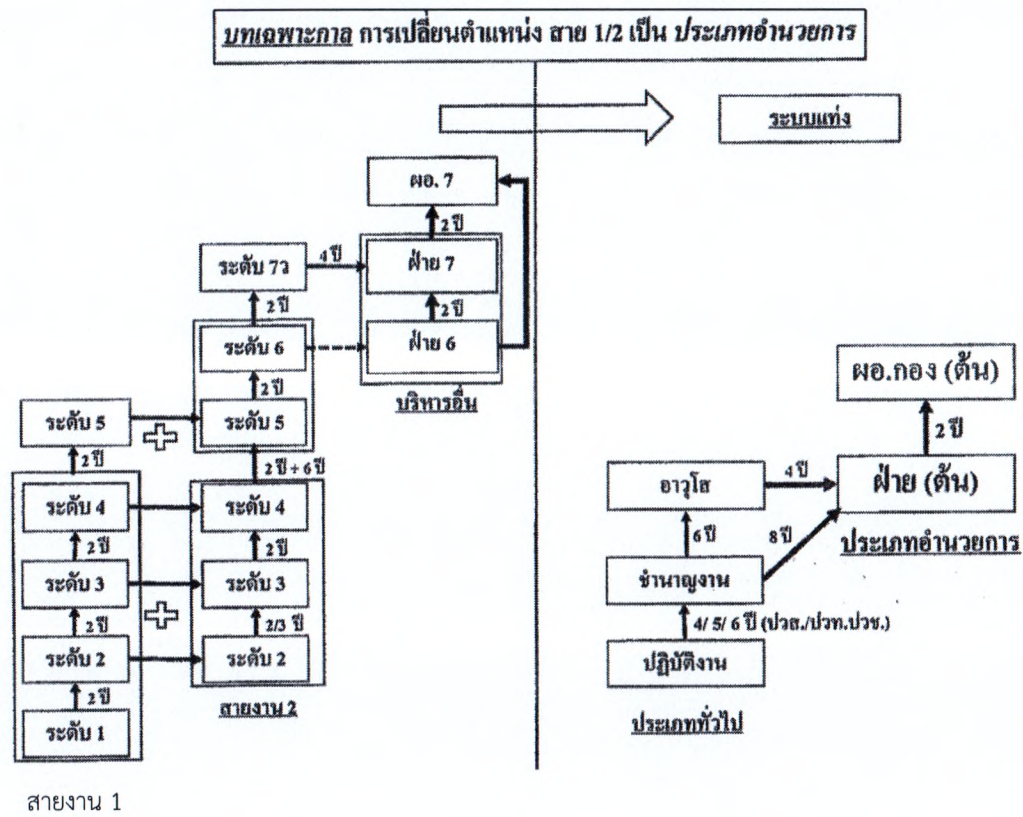 บทเฉพาะกาล การเปลี่ยนตำแหน่ง สาย 1/2 เป็น ประเภทอำนวยการ
ระบบแท่ง
ผอ. 7
2 ปี
ระดับ 7ว
4 ปี
ฝ่าย 7
2 ปี
2 ปี
ระดับ 6
ฝ่าย 6
2 ปี
บริหารอื่น
ระดับ 5
ระดับ 5
2 ปี
2 ปี + 6 ปี
ระดับ 4
ระดับ 4
2 ปี
2 ปี
ระดับ 3
ระดับ 3
2 ปี
2/3 ปี
ระดับ 2
ระดับ 2
2 ปี
สายงาน 2
ระดับ 1
สายงาน 1
ผอ.กอง (ต้น)
2 ปี
อาวุโส
4 ปี
ฝ่าย (ต้น)
6 ปี
8 ปี
ประเภทอำนวยการ
ชำนาญงาน
4/ 5/ 6 ปี (ปวส./ปวท.ปวช.)
ปฏิบัติงาน
ประเภททั่วไป